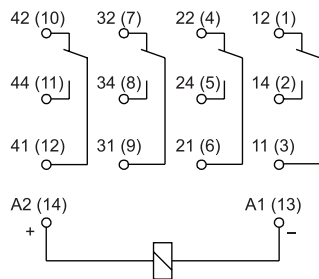 42 (10) 32 (7) 22 (4) 12 (1)
44 (11) 34 (8) 24 (5) 14 (2)
41 (12) 31 (9) 21 (6) 11 (3)
A2 (14) A1 (13)
+ –